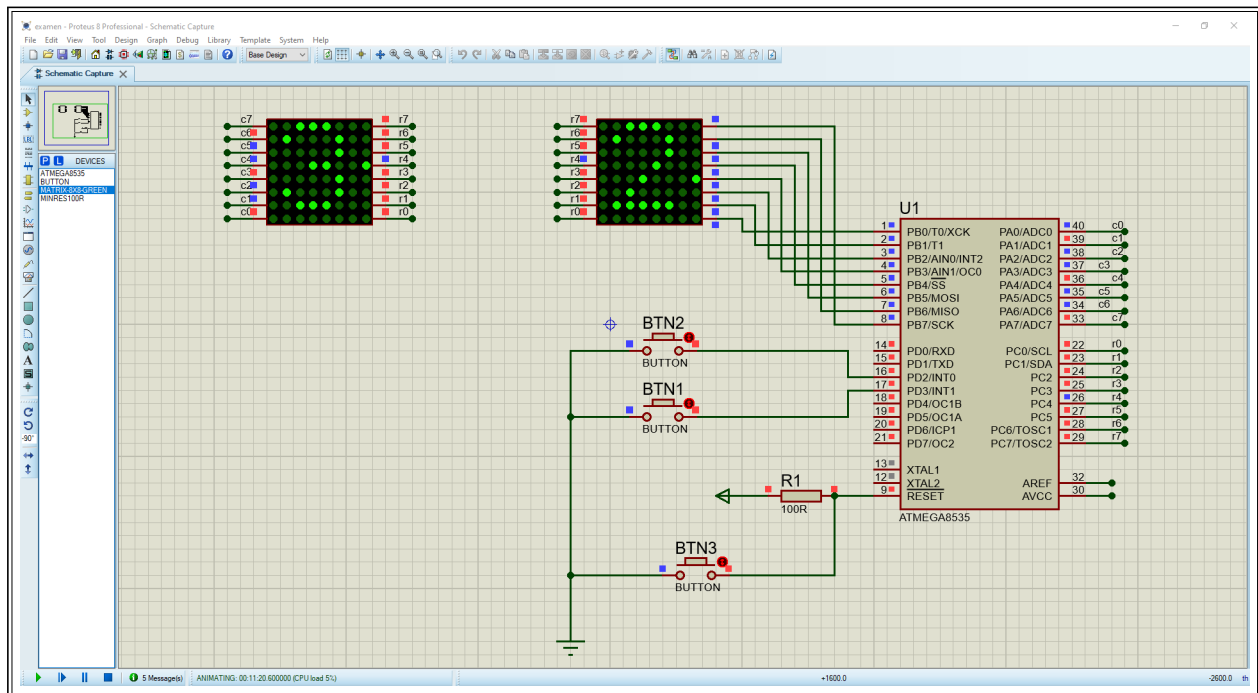 examen - Proteus 8 Professional - Schematic Capture
File Edit View Tool Design Graph Debug Library Template System Help
Base Design
Schematic Capture
P L DEVICES
ATMEGA8535
BUTTON
MATRIX-8X8-GREEN
MINRES100R
LBL
A
-90°
c7
c6
c5
c4
c3
c2
c1
c0
r7
r6
r5
r4
r3
r2
r1
r0
r7
r6
r5
r4
r3
r2
r1
r0
U1
1 PB0/T0/XCK PA0/ADC0 40 c0
2 PB1/T1 PA1/ADC1 39 c1
3 PB2/AIN0/INT2 PA2/ADC2 38 c2
4 PB3/AIN1/OC0 PA3/ADC3 37 c3
5 PB4/SS PA4/ADC4 36 c4
6 PB5/MOSI PA5/ADC5 35 c5
7 PB6/MISO PA6/ADC6 34 c6
8 PB7/SCK PA7/ADC7 33 c7
14 PD0/RXD PC0/SCL 22 r0
15 PD1/TXD PC1/SDA 23 r1
16 PD2/INT0 PC2 24 r2
17 PD3/INT1 PC3 25 r3
18 PD4/OC1B PC4 26 r4
19 PD5/OC1A PC5 27 r5
20 PD6/ICP1 PC6/TOSC1 28 r6
21 PD7/OC2 PC7/TOSC2 29 r7
13 XTAL1
12 XTAL2 AREF 32
9 RESET AVCC 30
ATMEGA8535
BTN2
BUTTON
BTN1
BUTTON
R1
100R
BTN3
BUTTON
5 Message(s) ANIMATING: 00:11:20.600000 (CPU load 5%) +1600.0 -2600.0 th